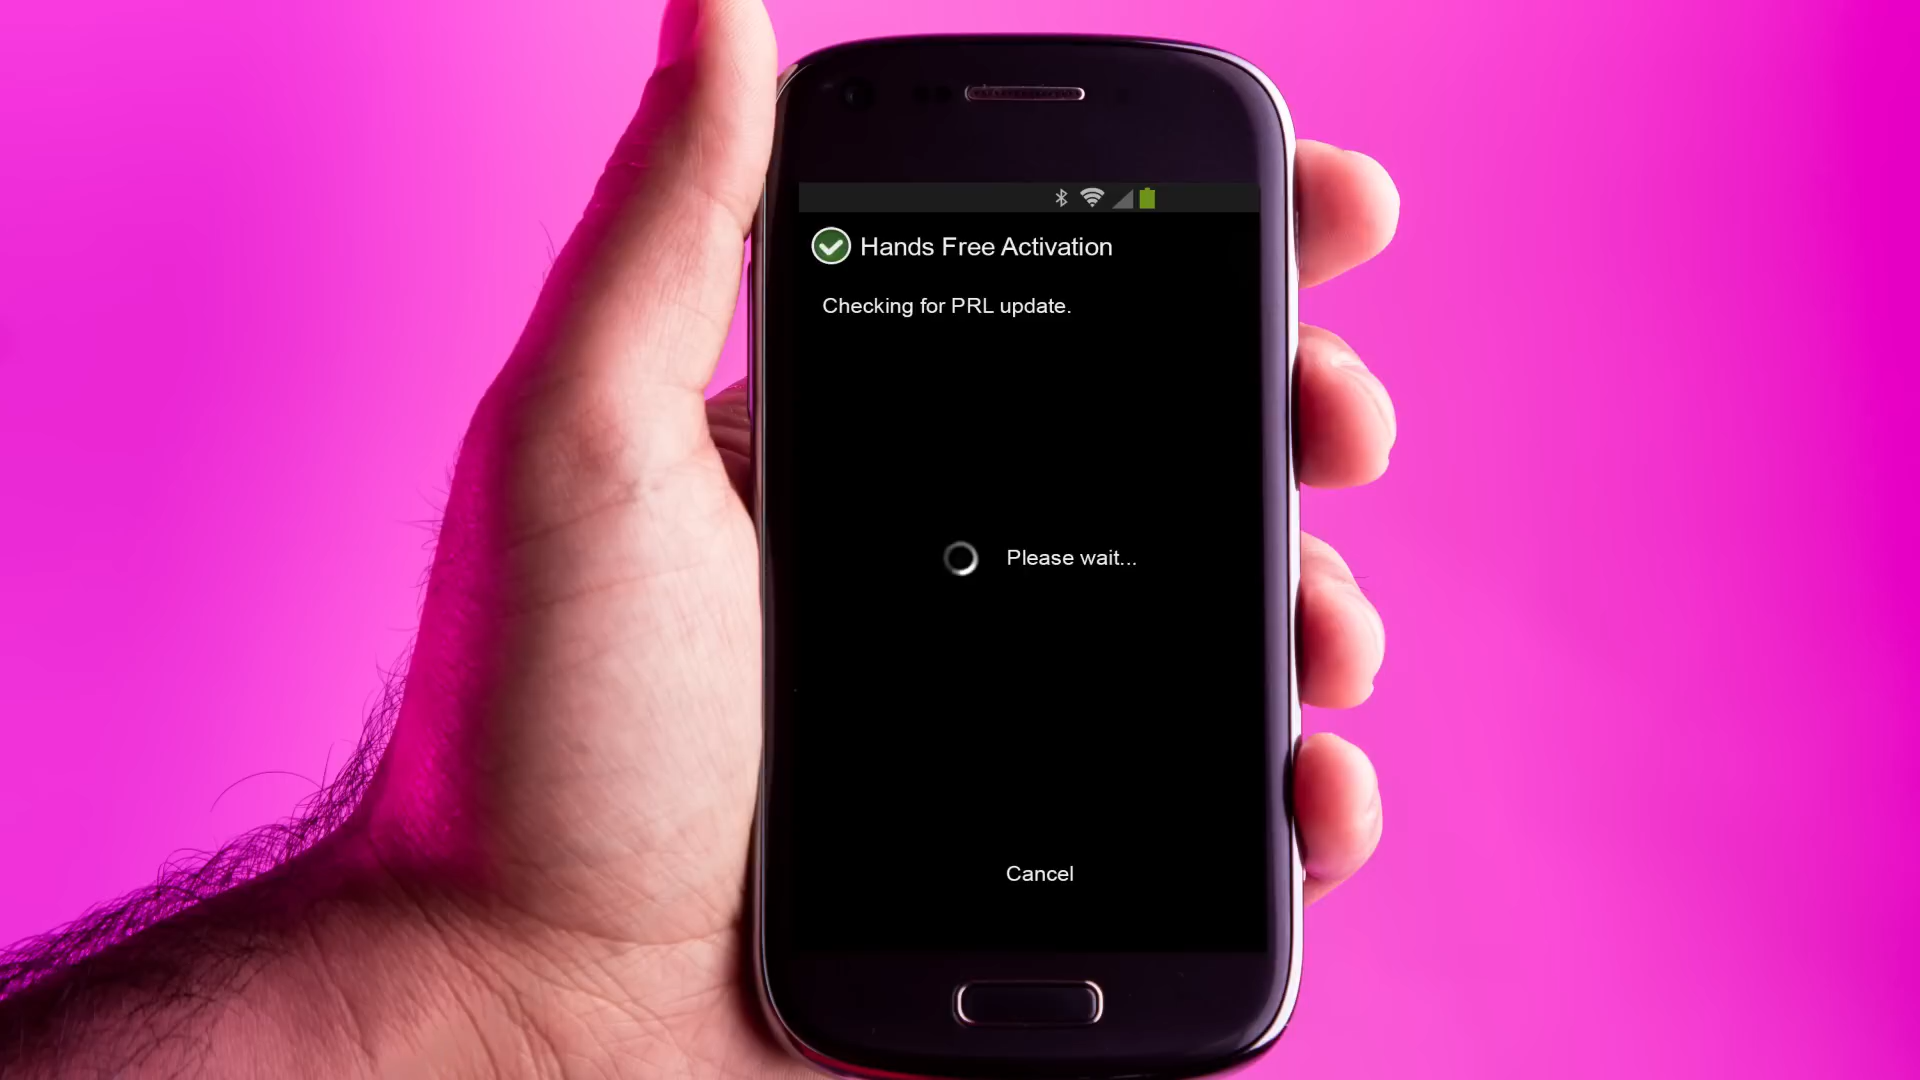 Hands Free Activation
Checking for PRL update.
Please wait...
Cancel